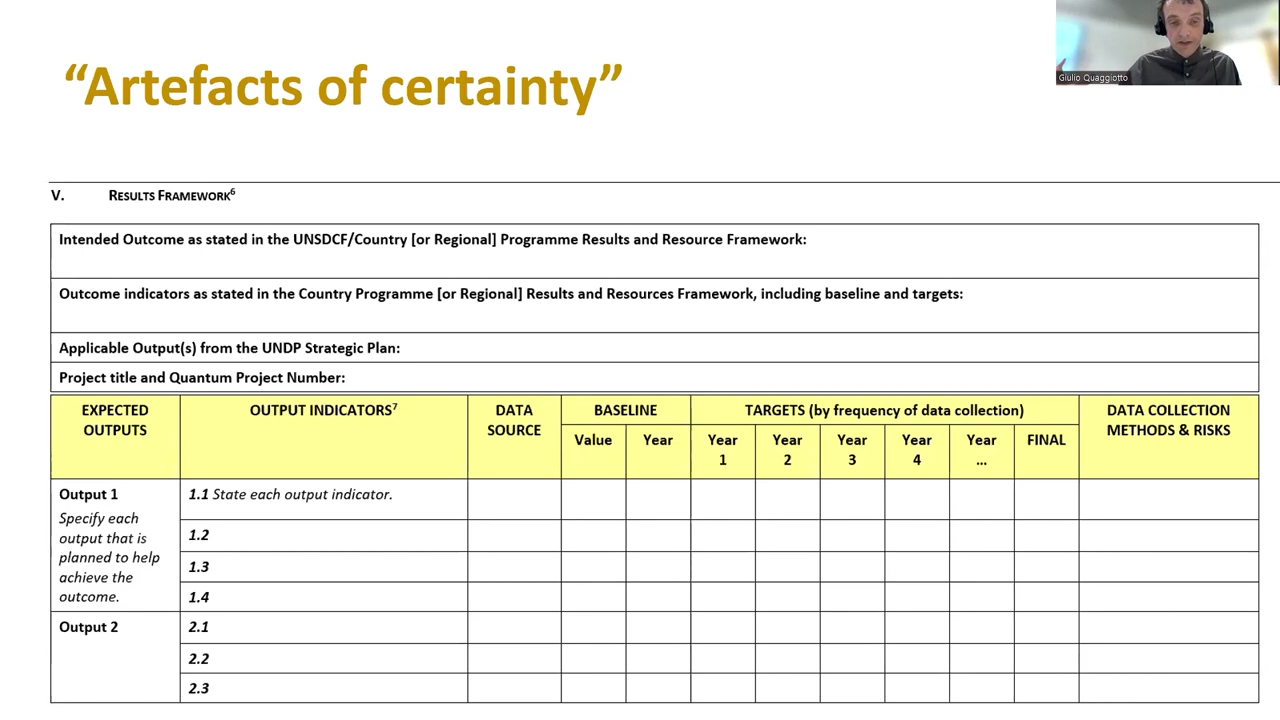 “Artefacts of certainty”
Giulio Quaggiotto
V. RESULTS FRAMEWORK⁶
Intended Outcome as stated in the UNSDCF/Country [or Regional] Programme Results and Resource Framework:
Outcome indicators as stated in the Country Programme [or Regional] Results and Resources Framework, including baseline and targets:
Applicable Output(s) from the UNDP Strategic Plan:
Project title and Quantum Project Number:
EXPECTED
OUTPUTS
OUTPUT INDICATORS⁷
DATA
SOURCE
BASELINE
TARGETS (by frequency of data collection)
DATA COLLECTION
METHODS & RISKS
Value
Year
Year
1
Year
2
Year
3
Year
4
Year
...
FINAL
Output 1
Specify each
output that is
planned to help
achieve the
outcome.
1.1 State each output indicator.
1.2
1.3
1.4
Output 2
2.1
2.2
2.3